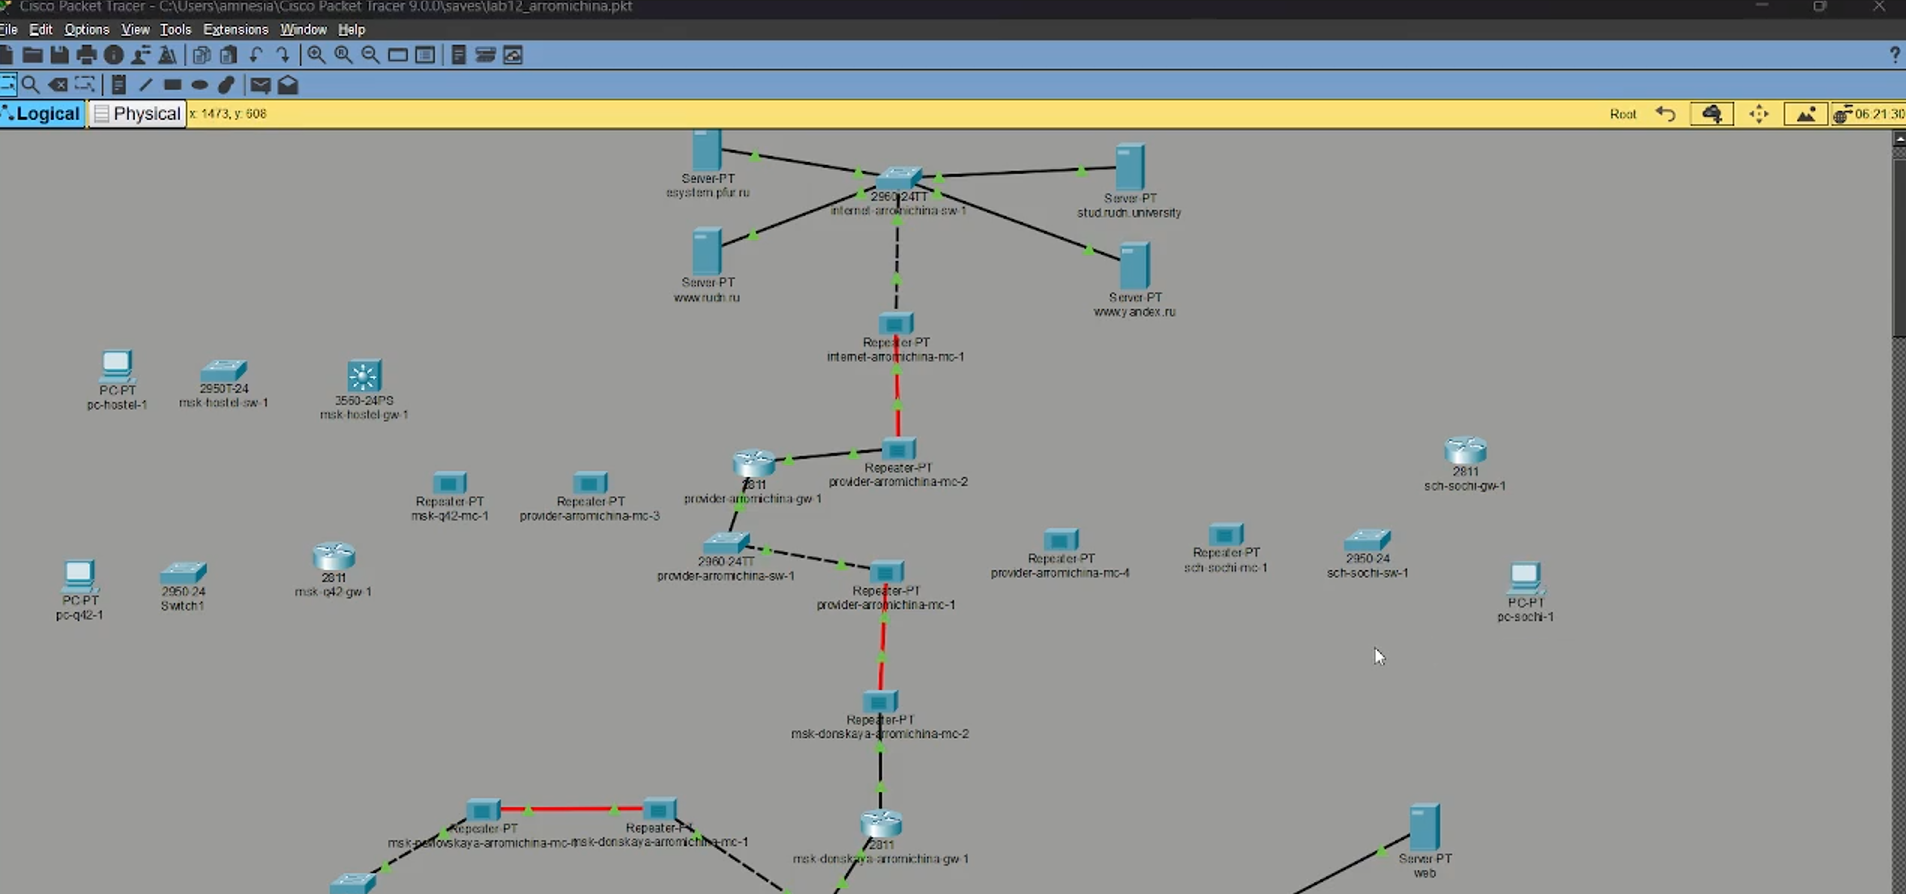 Cisco Packet Tracer - C:\Users\amnesia\Cisco Packet Tracer 9.0.0\saves\lab12_arromichina.pkt
File Edit Options View Tools Extensions Window Help
?
Logical Physical x: 1473, y: 608 Root 06:21:30
Server-PT
esystem.pfur.ru
2960-24TT
internet-arromichina-sw-1
Server-PT
stud.rudn.university
Server-PT
www.rudn.ru
Server-PT
www.yandex.ru
Repeater-PT
internet-arromichina-mc-1
PC-PT
pc-hostel-1
2950T-24
msk-hostel-sw-1
3560-24PS
msk-hostel-gw-1
Repeater-PT
provider-arromichina-mc-2
2811
provider-arromichina-gw-1
2811
sch-sochi-gw-1
Repeater-PT
msk-q42-mc-1
Repeater-PT
provider-arromichina-mc-3
2960-24TT
provider-arromichina-sw-1
Repeater-PT
provider-arromichina-mc-4
Repeater-PT
sch-sochi-mc-1
2950-24
sch-sochi-sw-1
PC-PT
pc-q42-1
2950-24
Switch1
2811
msk-q42-gw-1
Repeater-PT
provider-arromichina-mc-1
PC-PT
pc-sochi-1
Repeater-PT
msk-donskaya-arromichina-mc-2
Repeater-PT
msk-pavlovskaya-arromichina-mc-1
Repeater-PT
msk-donskaya-arromichina-mc-1
2811
msk-donskaya-arromichina-gw-1
Server-PT
web